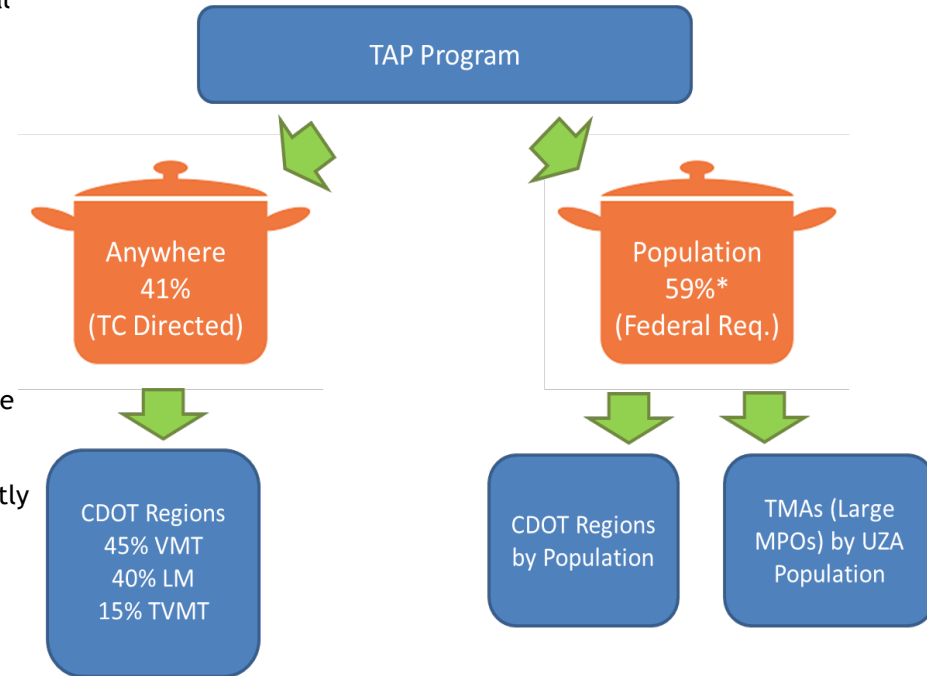 TAP Program
Anywhere
41%
(TC Directed)
Population
59%*
(Federal Req.)
CDOT Regions
45% VMT
40% LM
15% TVMT
CDOT Regions
by Population
TMAs (Large
MPOs) by UZA
Population